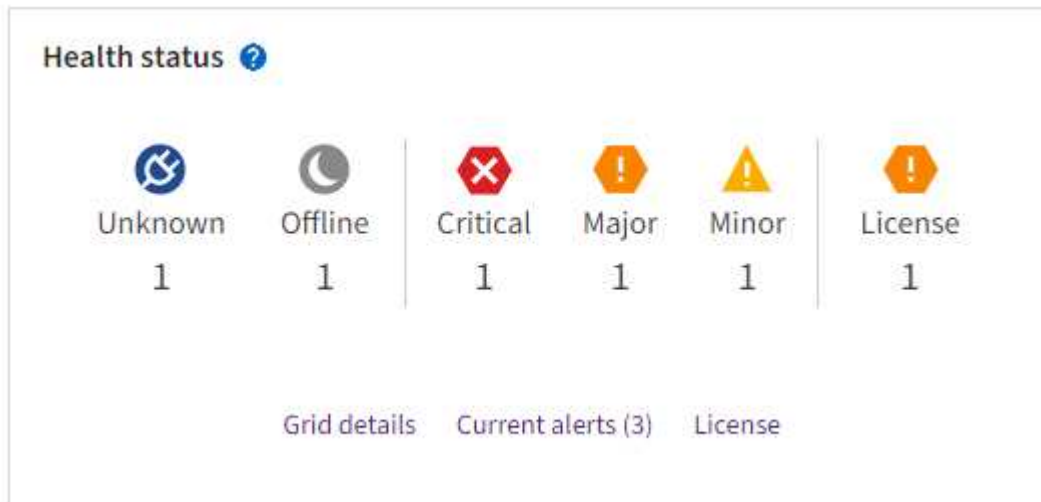 Health status
Unknown Offline Critical Major Minor License
1 1 1 1 1 1
Grid details Current alerts (3) License